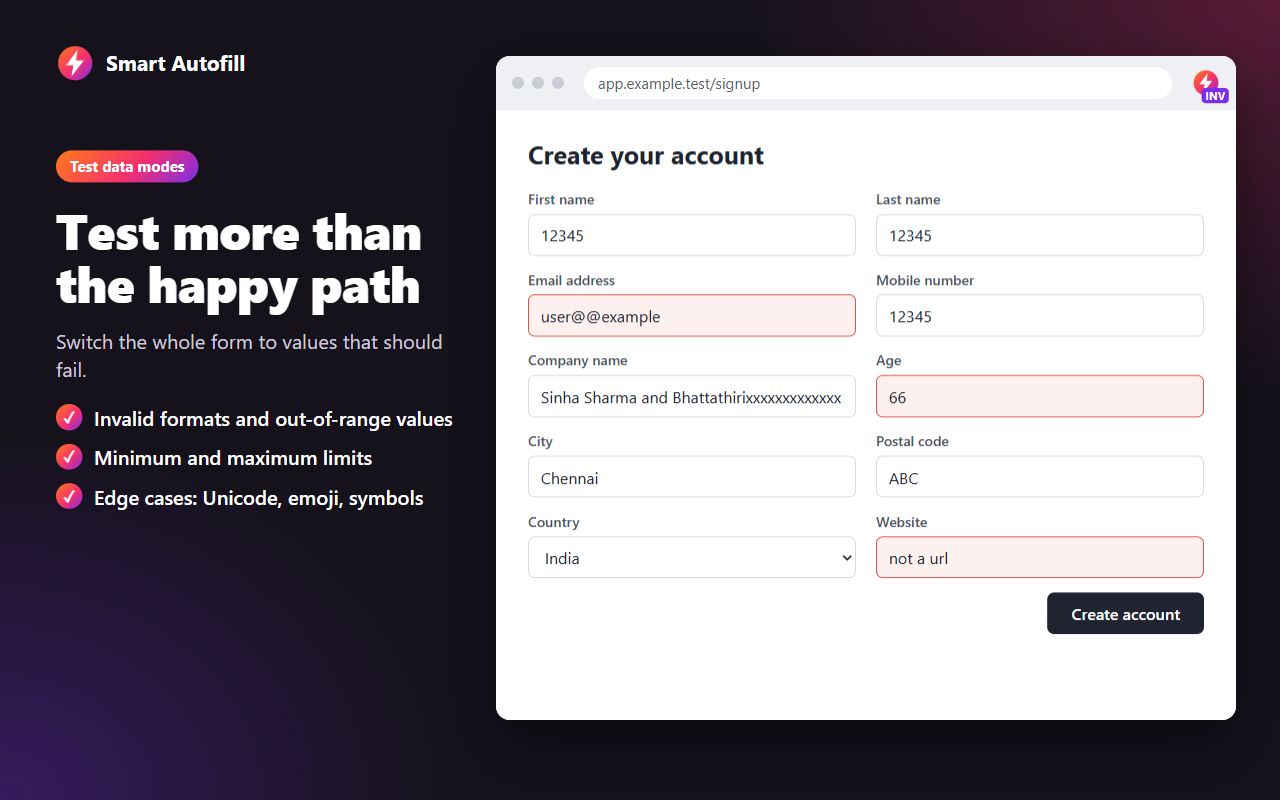 Smart Autofill
Test data modes
Test more than
the happy path
Switch the whole form to values that should
fail.
Invalid formats and out-of-range values
Minimum and maximum limits
Edge cases: Unicode, emoji, symbols
app.example.test/signup
INV
Create your account
First name
12345
Last name
12345
Email address
user@@example
Mobile number
12345
Company name
Sinha Sharma and Bhattathirixxxxxxxxxxxxx
Age
66
City
Chennai
Postal code
ABC
Country
India
Website
not a url
Create account